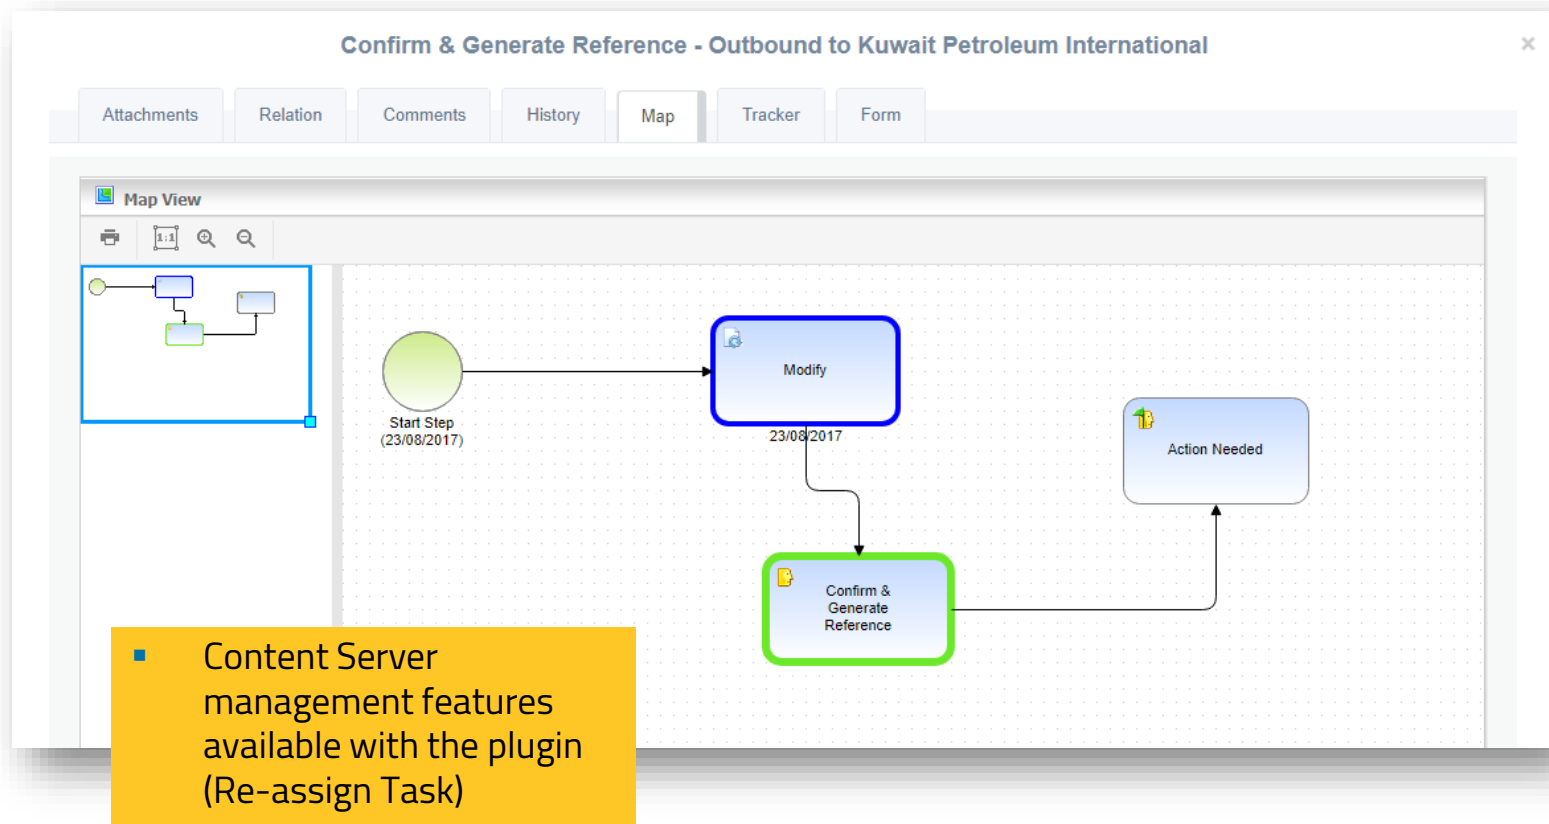 Confirm & Generate Reference - Outbound to Kuwait Petroleum International
×
Attachments
Relation
Comments
History
Map
Tracker
Form
Map View
1:1
Start Step
(23/08/2017)
Modify
23/08/2017
Action Needed
Confirm &
Generate
Reference
▪ Content Server
management features
available with the plugin
(Re-assign Task)